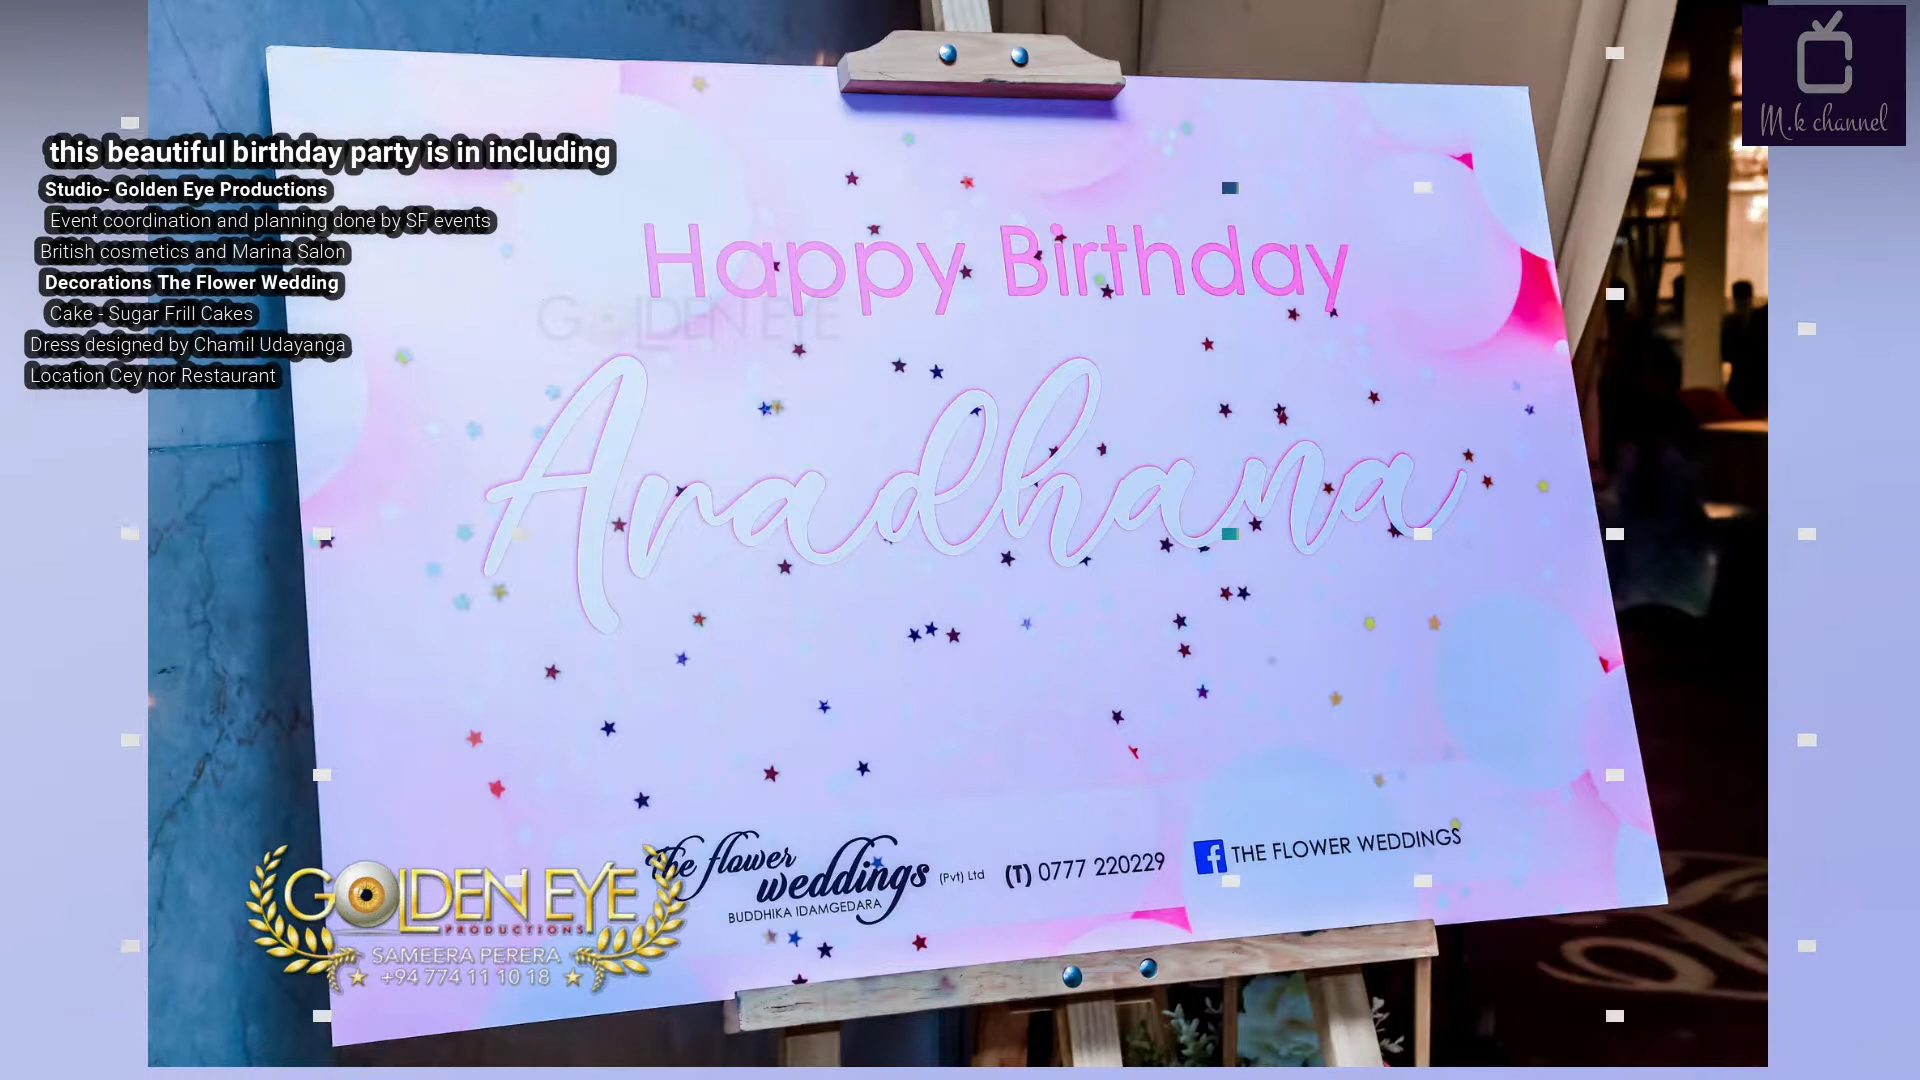 M.k channel
this beautiful birthday party is in including
Studio- Golden Eye Productions
Event coordination and planning done by SF events
British cosmetics and Marina Salon
Decorations The Flower Wedding
Cake - Sugar Frill Cakes
Dress designed by Chamil Udayanga
Location Cey nor Restaurant
Happy Birthday
GOLDEN EYE
Aradhana
The flower weddings (Pvt) Ltd
BUDDHIKA IDAMGEDARA
(T) 0777 220229
THE FLOWER WEDDINGS
GOLDEN EYE
PRODUCTIONS
SAMEERA PERERA
+94 774 11 10 18